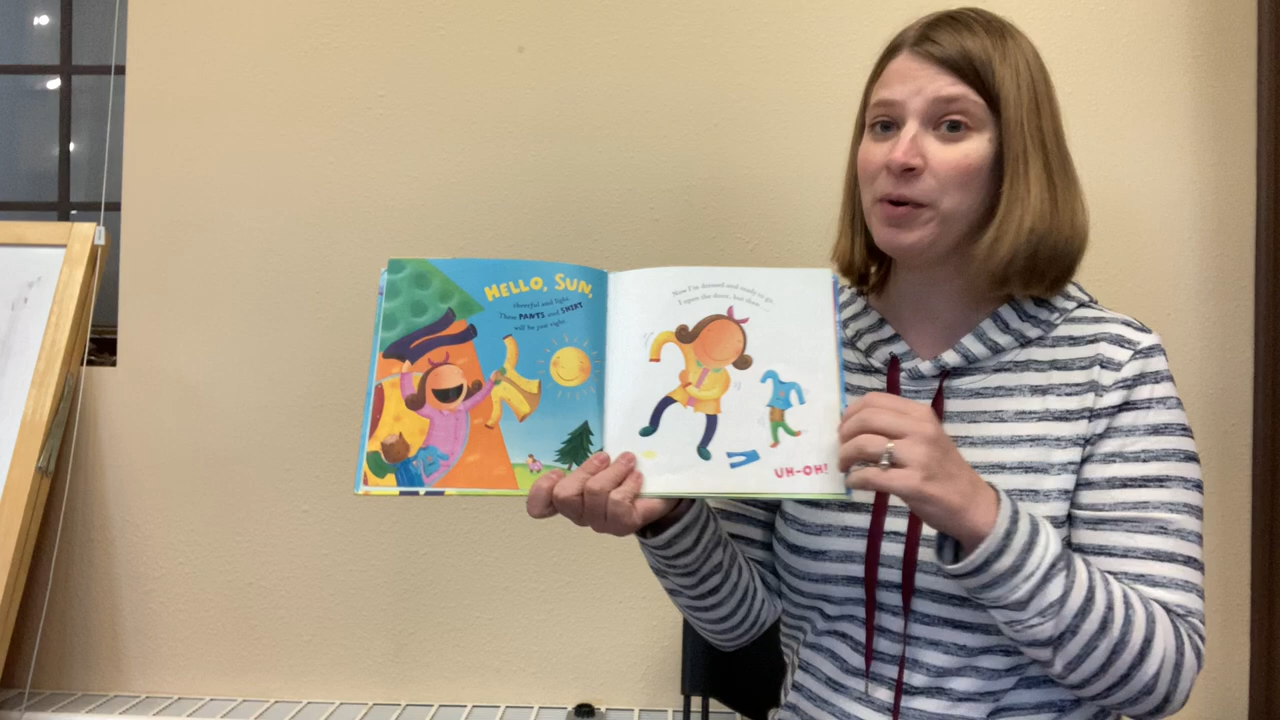 HELLO, SUN,
cheerful and light.
These PANTS and SHIRT
will be just right.
Now I'm dressed and ready to go.
I open the door, but then...
UH-OH!